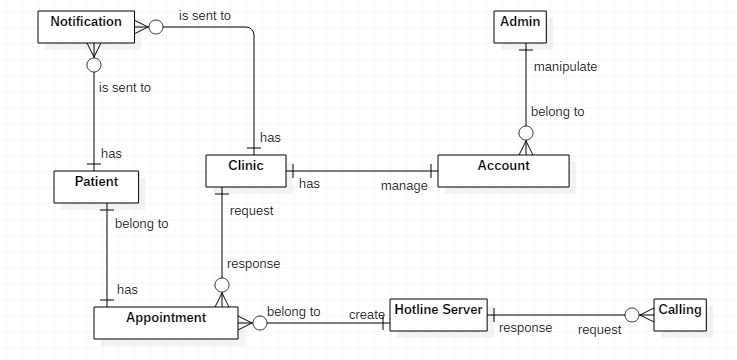 Notification
is sent to
Admin
manipulate
is sent to
belong to
has
has
Patient
Clinic
Account
has
manage
belong to
request
response
has
Appointment
belong to
create
Hotline Server
response
request
Calling